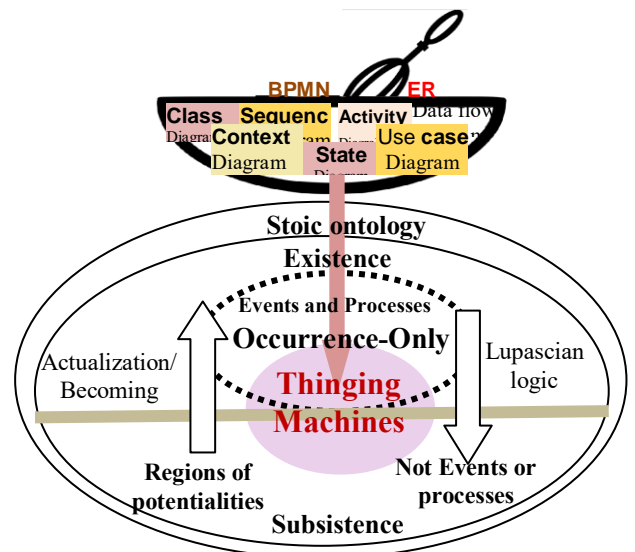 BPMN
ER
Class
Diagram
Sequenc
Activity
Data flow
Context
Diagram
State
Use case
Diagram
Stoic ontology
Existence
Events and Processes
Occurrence-Only
Actualization/
Becoming
Lupascian
logic
Thinging
Machines
Regions of
potentialities
Not Events or
processes
Subsistence